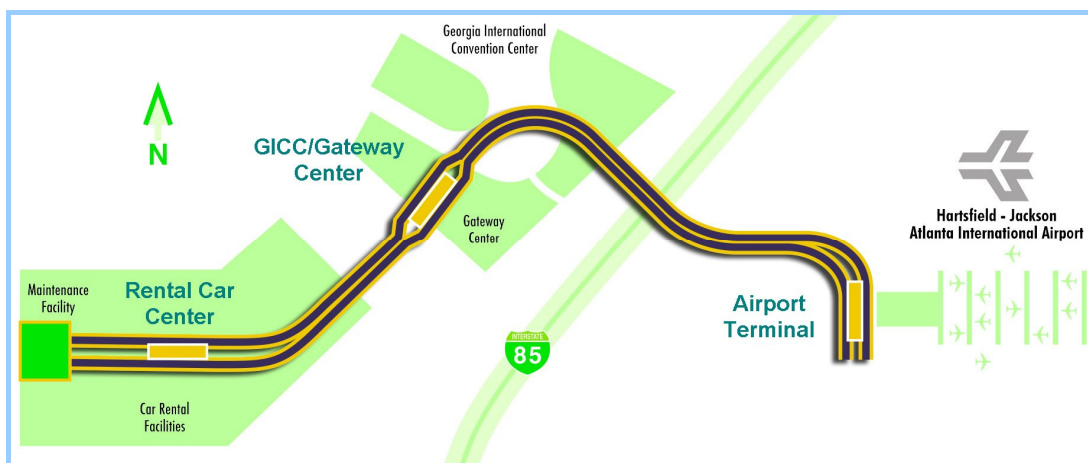 Georgia International
Convention Center
N
GICC/Gateway
Center
Gateway
Center
Hartsfield - Jackson
Atlanta International Airport
Maintenance
Facility
Rental Car
Center
Airport
Terminal
INTERSTATE
85
Car Rental
Facilities